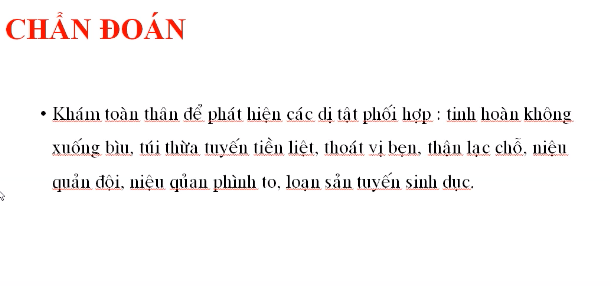 CHẨN ĐOÁN
• Khám toàn thân để phát hiện các dị tật phối hợp : tinh hoàn không
xuống bìu, túi thừa tuyến tiền liệt, thoát vị bẹn, thận lạc chỗ, niệu
quản đội, niệu qủan phình to, loạn sản tuyến sinh dục.